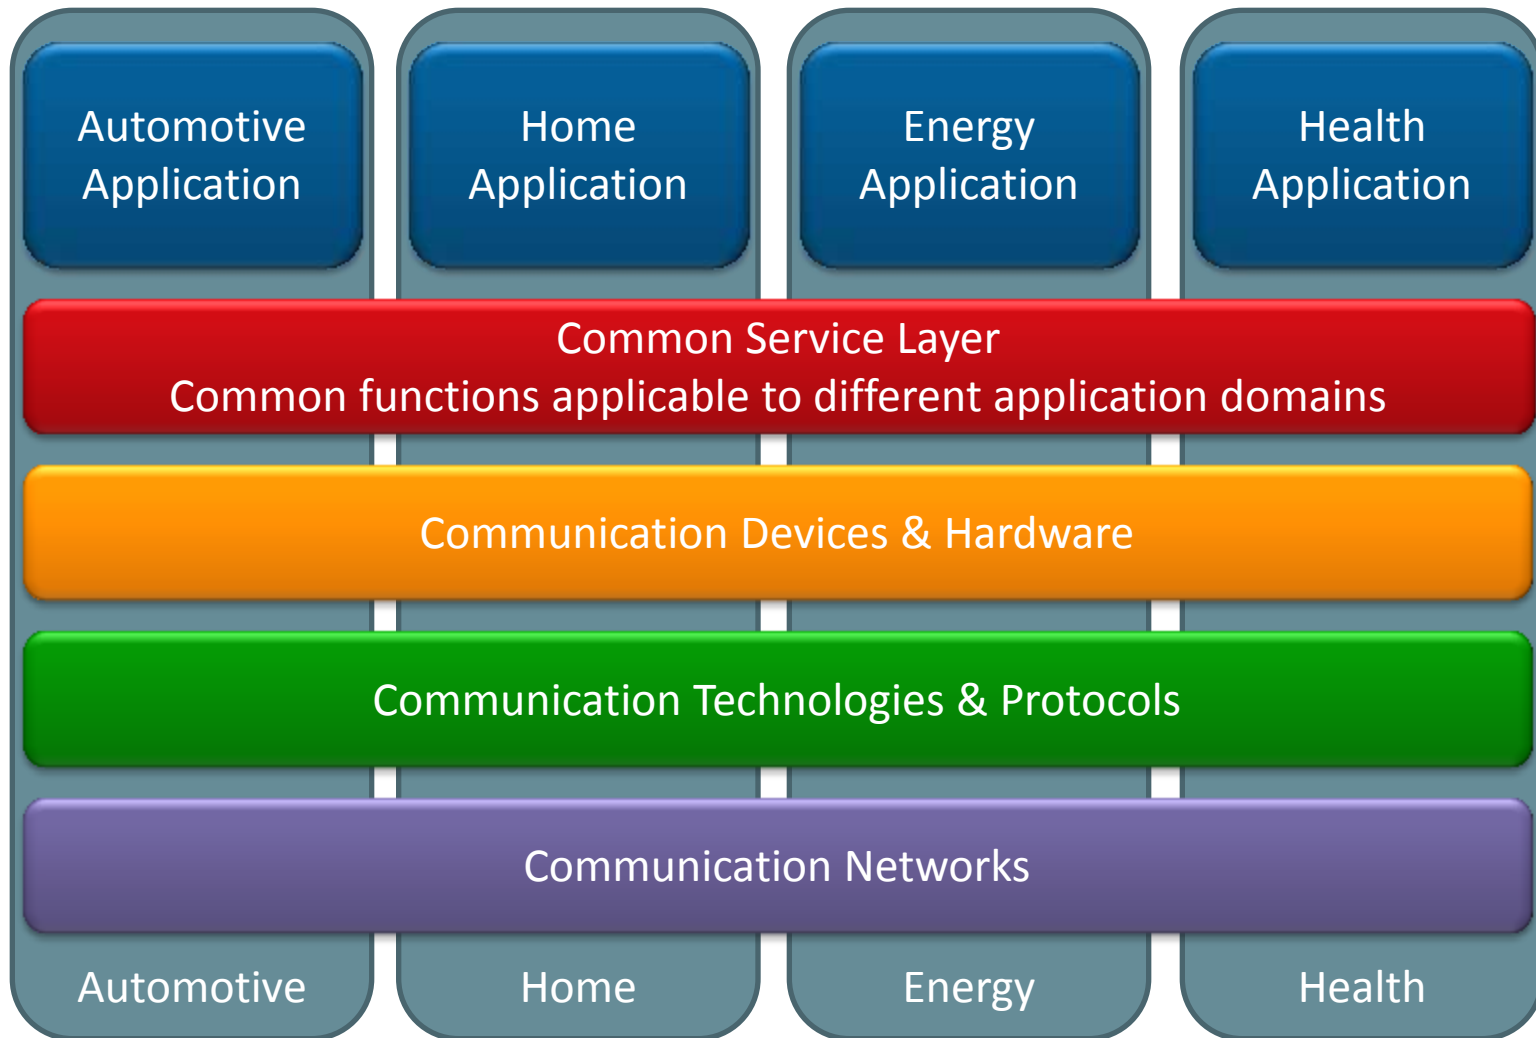 Automotive
Application
Home
Application
Energy
Application
Health
Application
Common Service Layer
Common functions applicable to different application domains
Communication Devices & Hardware
Communication Technologies & Protocols
Communication Networks
Automotive
Home
Energy
Health